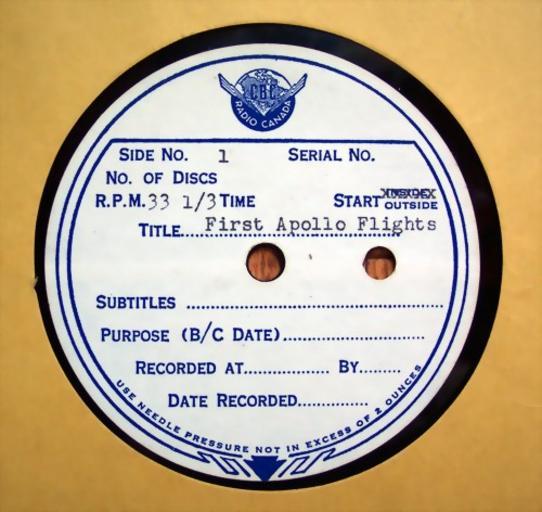 CBC
RADIO CANADA
SIDE NO. 1 SERIAL NO.
NO. OF DISCS
R.P.M. 33 1/3 TIME START INSIDE
OUTSIDE
TITLE....First Apollo Flights
SUBTITLES ........................................
PURPOSE (B/C DATE)..............................
RECORDED AT.................. BY........
DATE RECORDED...............
USE NEEDLE PRESSURE NOT IN EXCESS OF 2 OUNCES